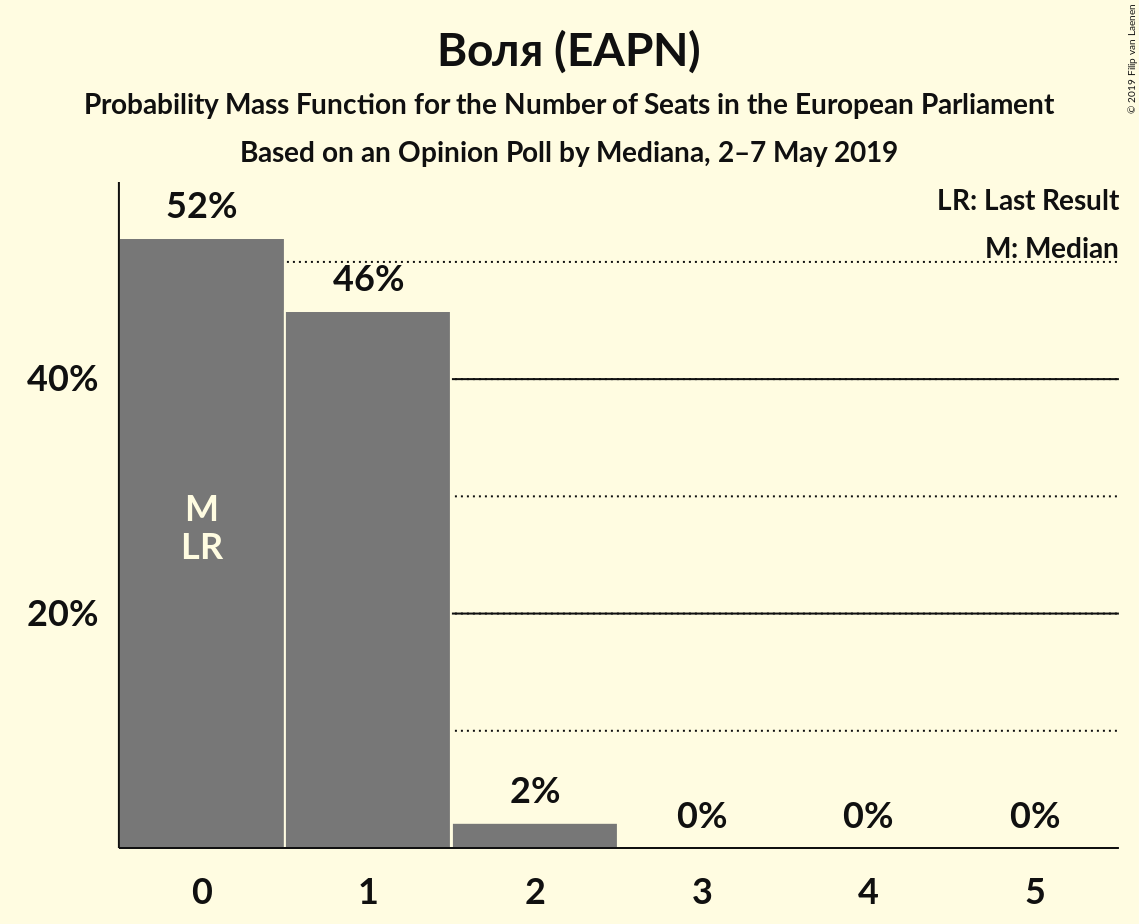 Воля (EAPN)
Probability Mass Function for the Number of Seats in the European Parliament
Based on an Opinion Poll by Mediana, 2–7 May 2019
© 2019 Filip van Laenen
LR: Last Result
M: Median
52%
46%
40%
M
LR
20%
2%
0%
0%
0%
0
1
2
3
4
5